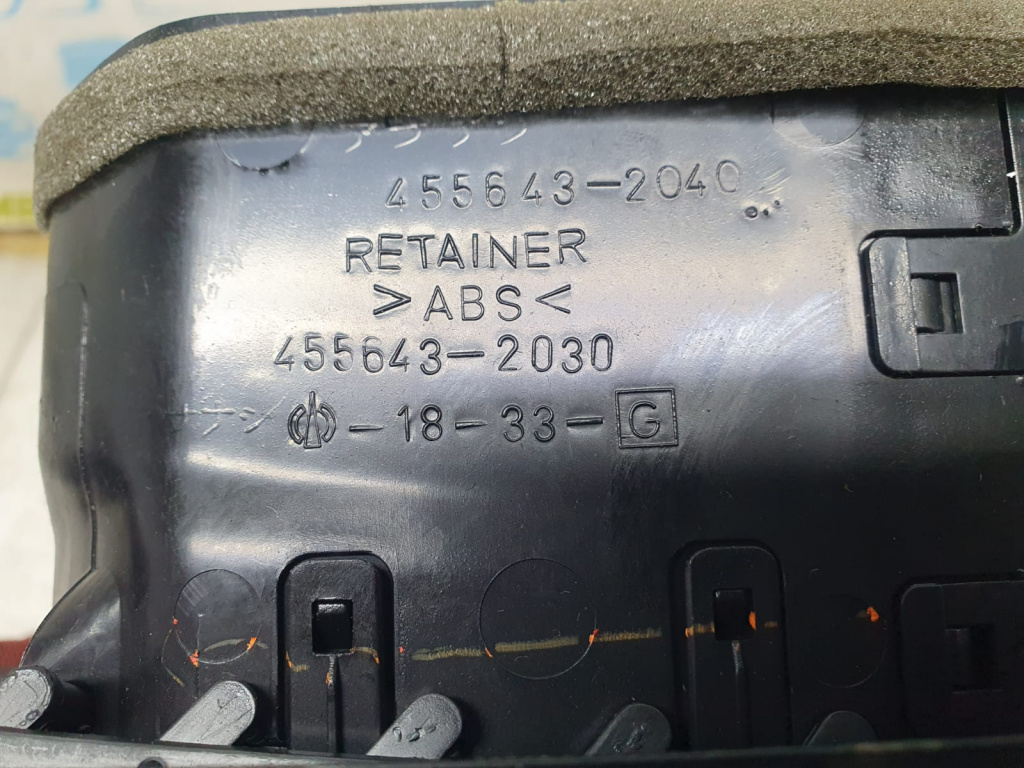 455643-2040
RETAINER
>ABS<
455643-2030
-18-33-G